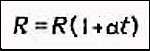 R = R(1+αt)